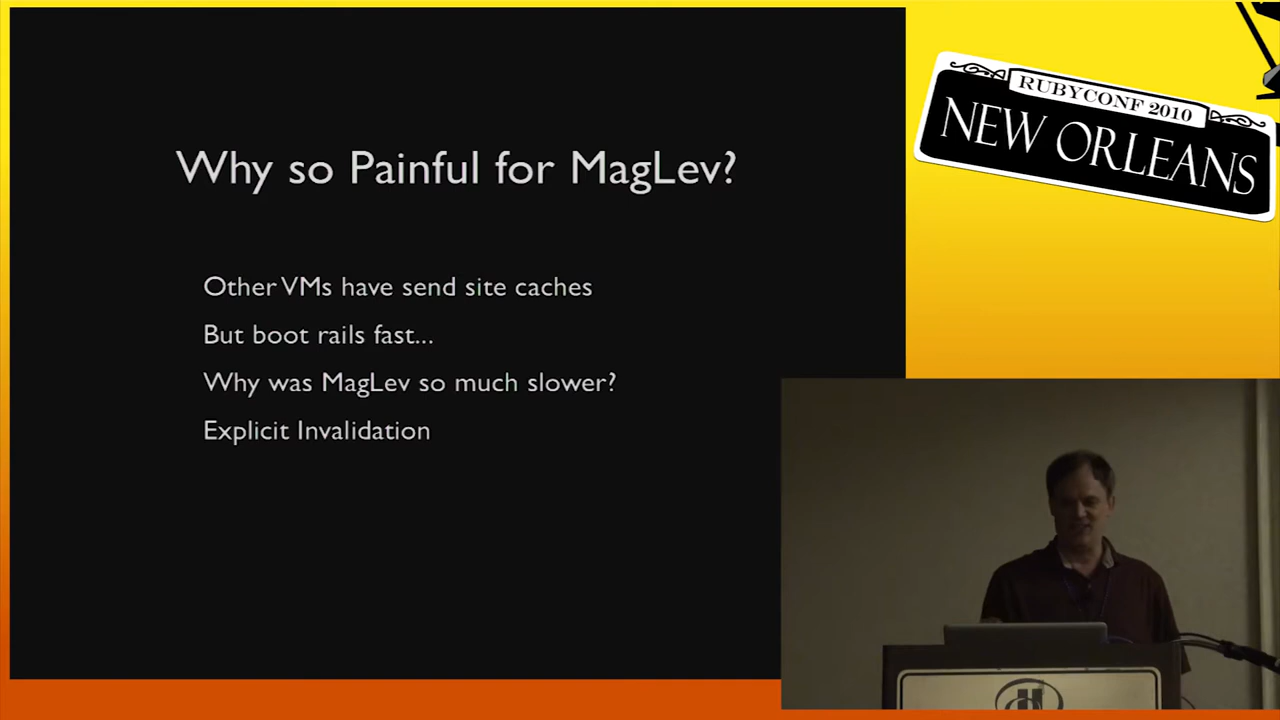 Why so Painful for MagLev?
Other VMs have send site caches
But boot rails fast...
Why was MagLev so much slower?
Explicit Invalidation
RUBYCONF 2010
NEW ORLEANS